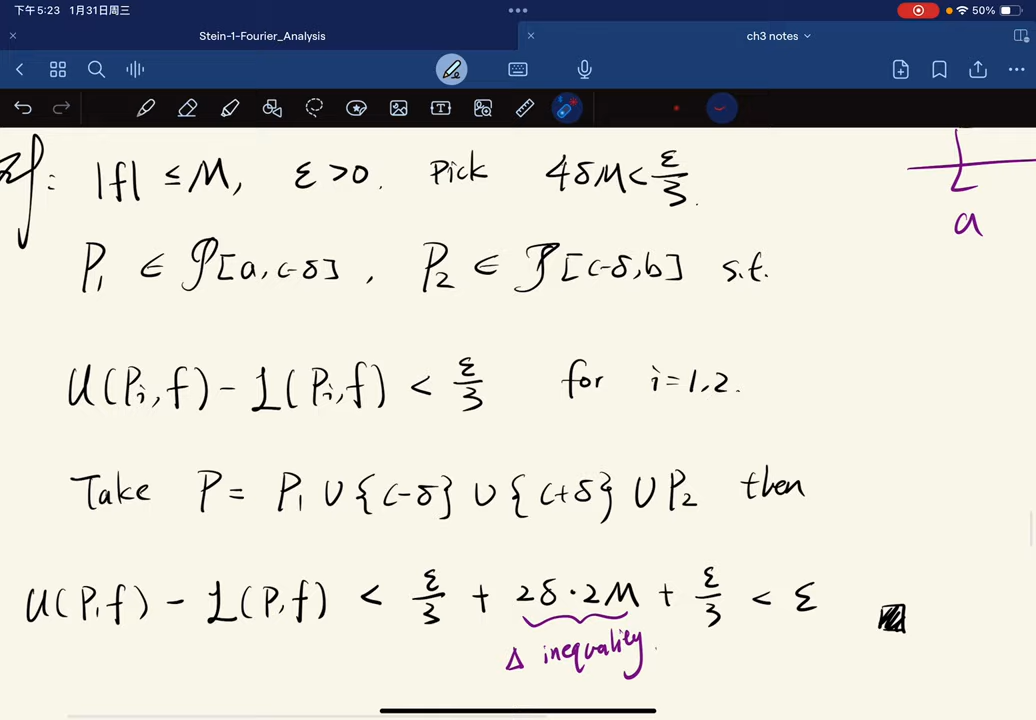 下午5:23 1月31日周三
50%
Stein-1-Fourier_Analysis
ch3 notes
Pf: |f| ≤ M, ε > 0. Pick 4δM < ε/3.
a
P₁ ∈ 𝒫[a, c-δ], P₂ ∈ 𝒫[c-δ, b] s.t.
U(Pᵢ, f) - L(Pᵢ, f) < ε/3 for i = 1, 2.
Take P = P₁ ∪ {c-δ} ∪ {c+δ} ∪ P₂ then
U(P, f) - L(P, f) < ε/3 + 2δ · 2M + ε/3 < ε
Δ inequality.